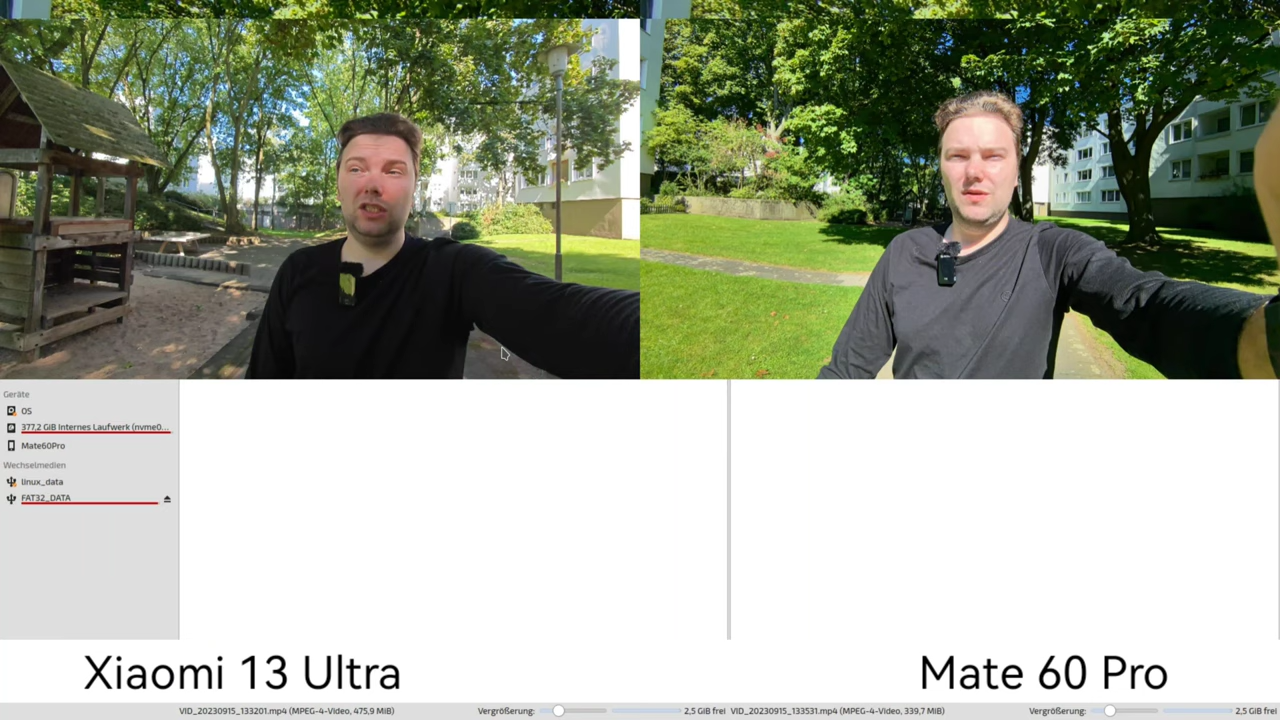 Geräte
OS
377,2 GiB Internes Laufwerk (nvme0...
Mate60Pro
Wechselmedien
linux_data
FAT32_DATA
Xiaomi 13 Ultra
Mate 60 Pro
VID_20230915_133201.mp4 (MPEG-4-Video, 475,9 MiB)
Vergrößerung:
2,5 GiB frei
VID_20230915_133531.mp4 (MPEG-4-Video, 339,7 MiB)
Vergrößerung:
2,5 GiB frei